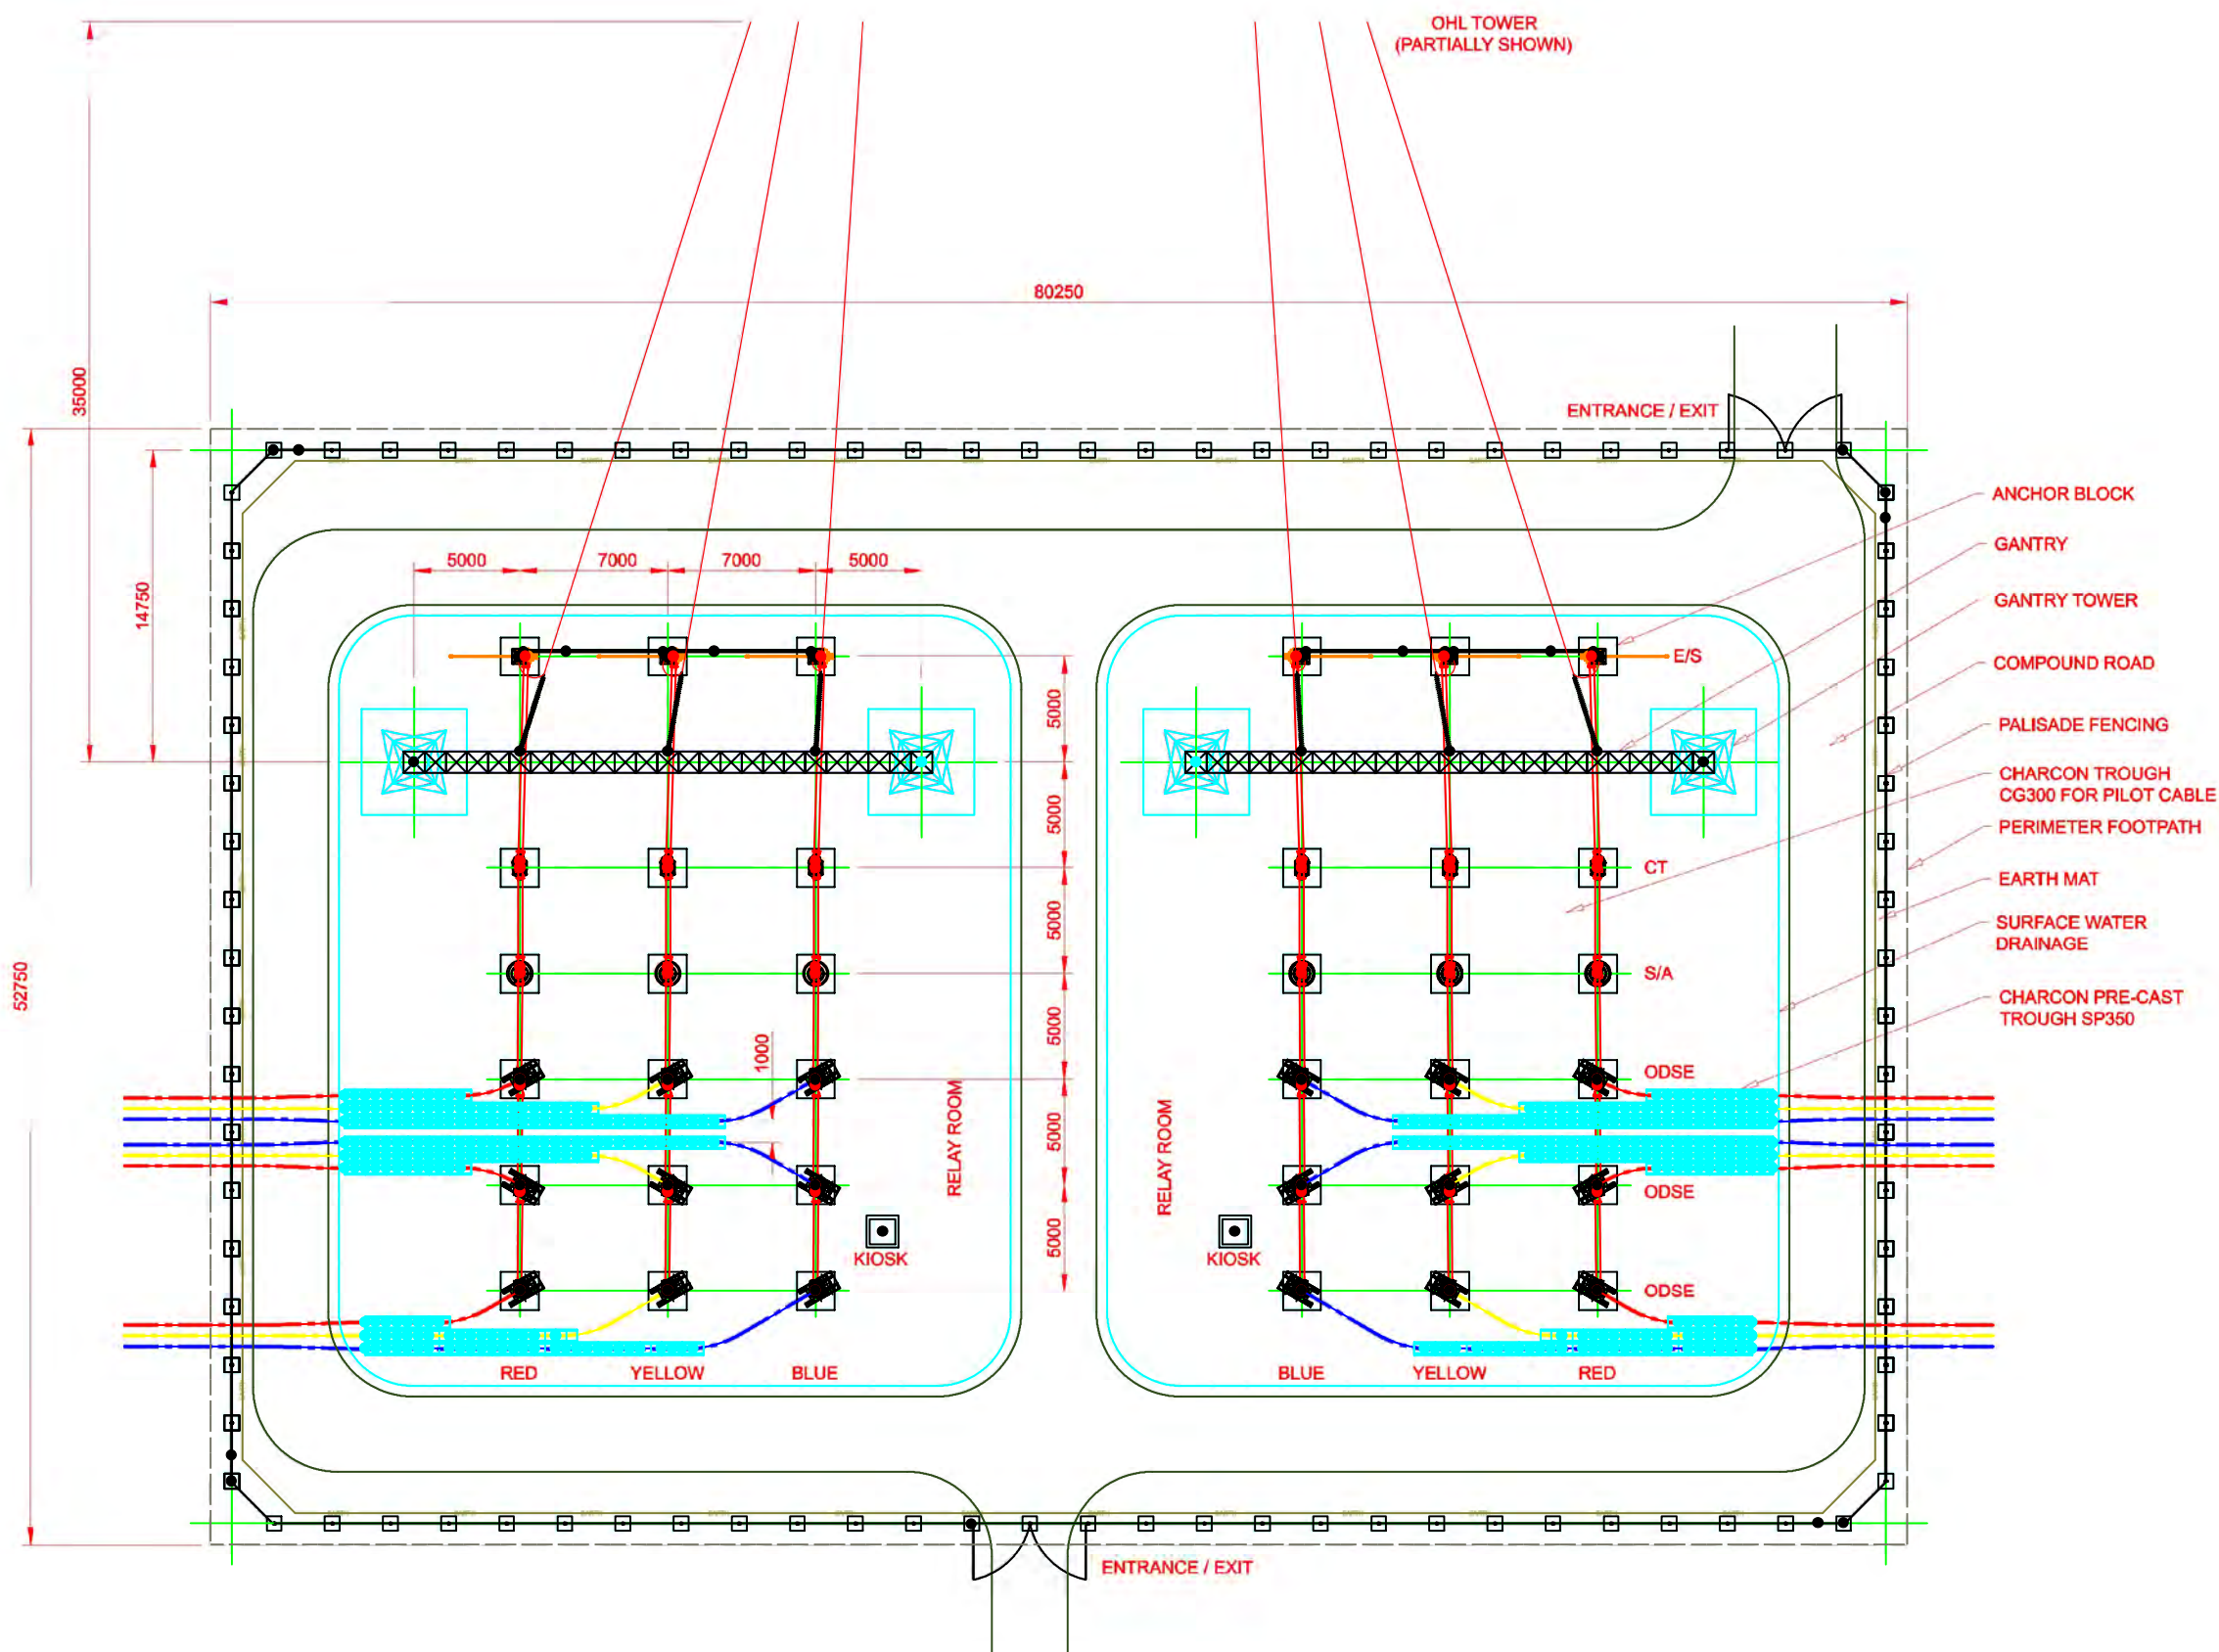 OHL TOWER
(PARTIALLY SHOWN)
80250
35000
ENTRANCE / EXIT
ANCHOR BLOCK
GANTRY
5000
7000
7000
5000
14750
GANTRY TOWER
E/S
COMPOUND ROAD
5000
PALISADE FENCING
CHARCON TROUGH
CG300 FOR PILOT CABLE
5000
PERIMETER FOOTPATH
CT
EARTH MAT
5000
SURFACE WATER
DRAINAGE
52750
S/A
CHARCON PRE-CAST
TROUGH SP350
5000
1000
ODSE
RELAY ROOM
RELAY ROOM
5000
ODSE
5000
KIOSK
KIOSK
ODSE
RED
YELLOW
BLUE
BLUE
YELLOW
RED
ENTRANCE / EXIT